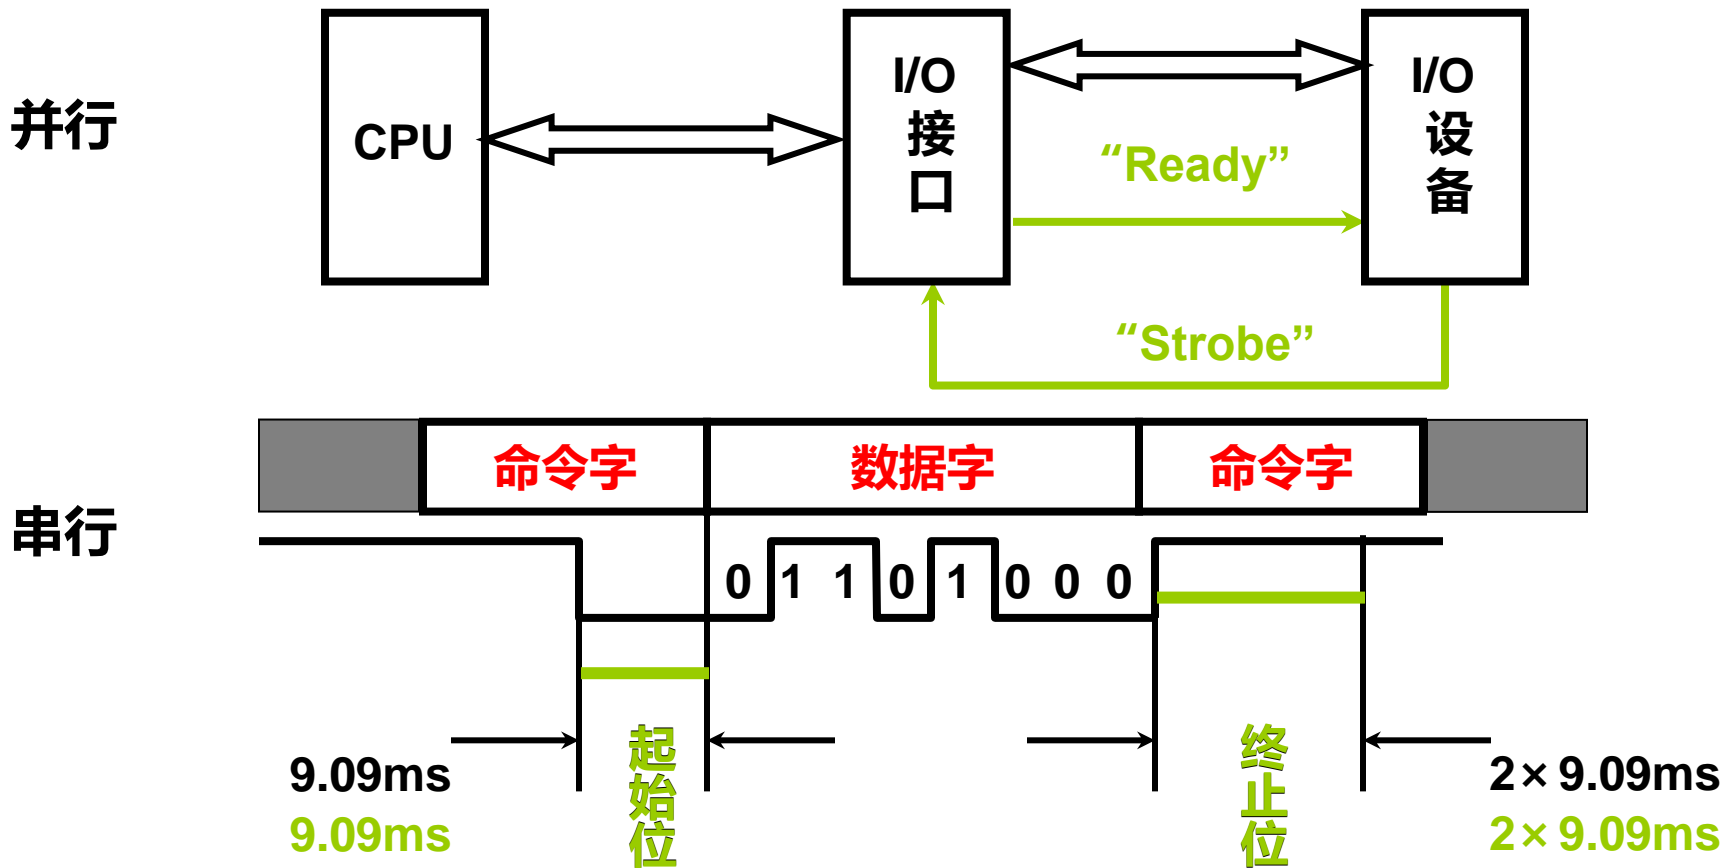 并行
CPU
I/O
接
口
I/O
设
备
“Ready”
“Strobe”
命令字
数据字
命令字
串行
0 1 1 0 1 0 0 0
起
始
位
终
止
位
9.09ms
9.09ms
2×9.09ms
2×9.09ms